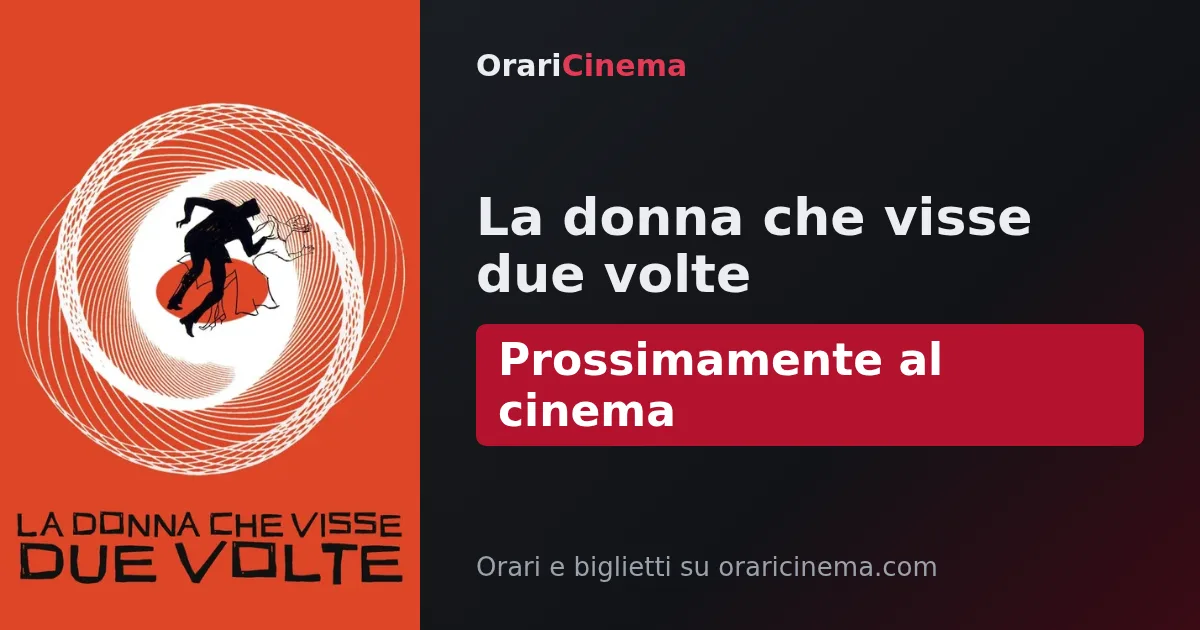 LA DONNA CHE VISSE
DUE VOLTE
OrariCinema
La donna che visse
due volte
Prossimamente al
cinema
Orari e biglietti su oraricinema.com